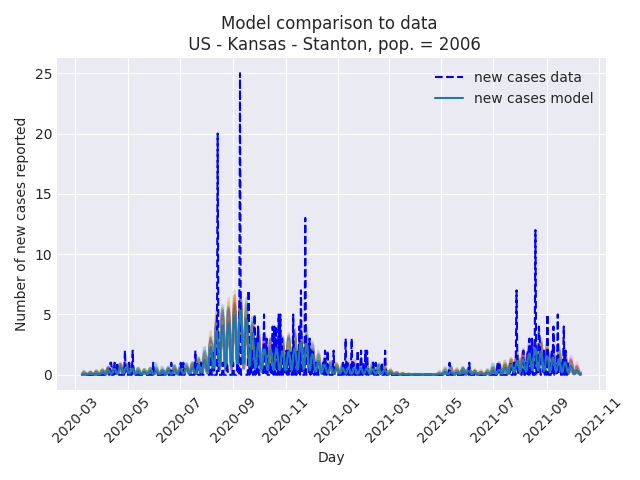 Model comparison to data
US - Kansas - Stanton, pop. = 2006
Number of new cases reported
25
20
15
10
5
0
new cases data
new cases model
2020-03
2020-05
2020-07
2020-09
2020-11
2021-01
2021-03
2021-05
2021-07
2021-09
2021-11
Day